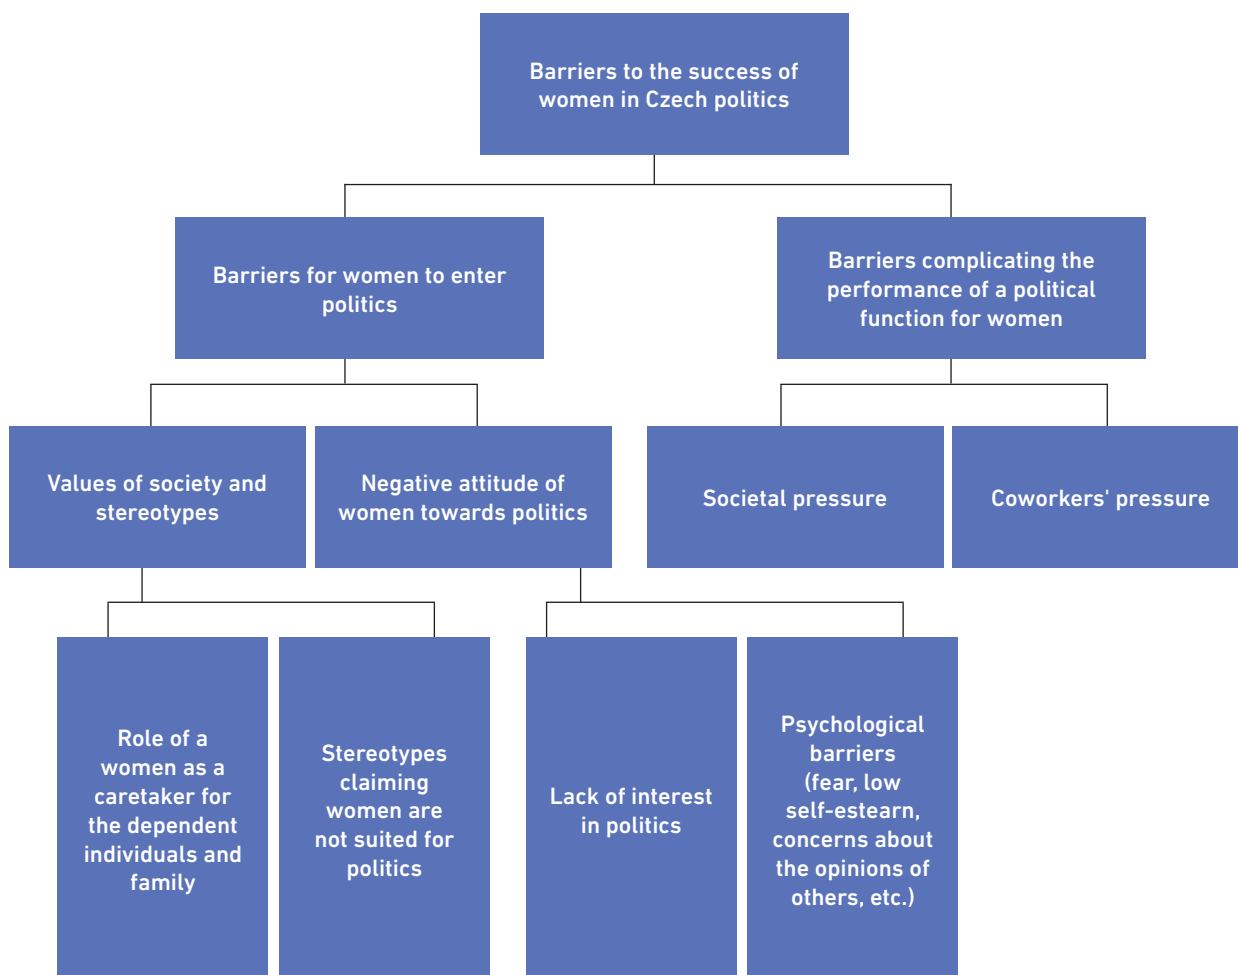 Barriers to the success of
women in Czech politics
Barriers for women to enter
politics
Barriers complicating the
performance of a political
function for women
Values of society and
stereotypes
Negative attitude of
women towards politics
Societal pressure
Coworkers' pressure
Role of a
women as a
caretaker for
the dependent
individuals and
family
Stereotypes
claiming
women are
not suited for
politics
Lack of interest
in politics
Psychological
barriers
(fear, low
self-estearn,
concerns about
the opinions of
others, etc.)